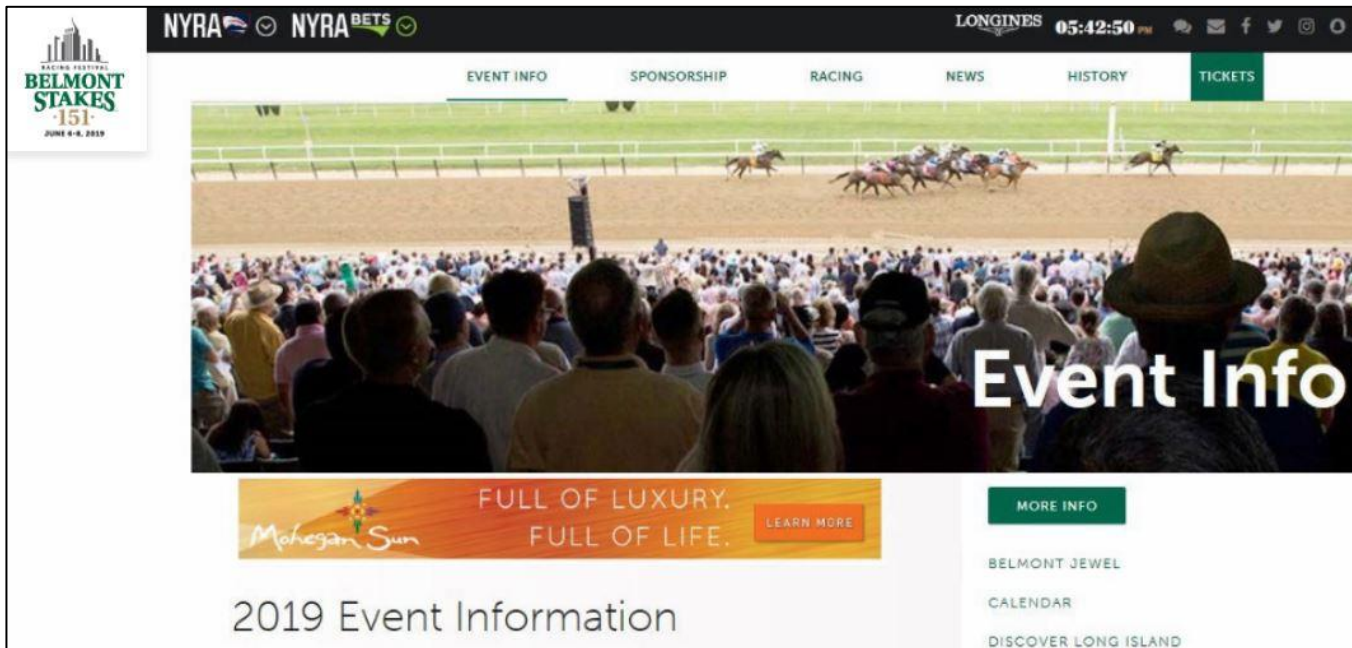 NYRA
NYRA BETS
LONGINES 05:42:50 PM
RACING FESTIVAL
BELMONT
STAKES
·151·
JUNE 6-8, 2019
EVENT INFO SPONSORSHIP RACING NEWS HISTORY TICKETS
Event Info
Mohegan Sun
FULL OF LUXURY.
FULL OF LIFE.
LEARN MORE
MORE INFO
BELMONT JEWEL
CALENDAR
DISCOVER LONG ISLAND
2019 Event Information